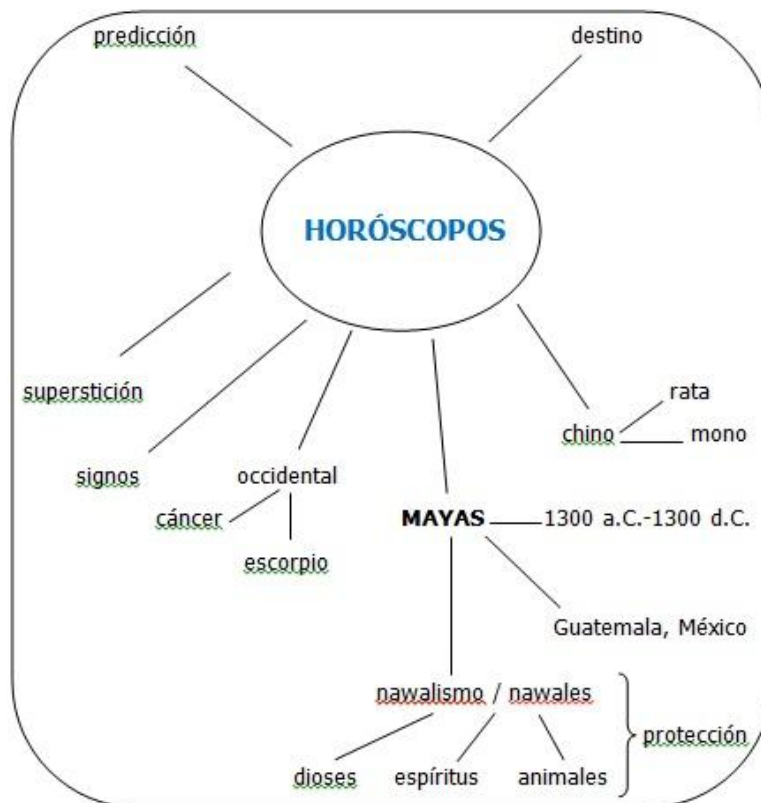 predicción
destino
HORÓSCOPOS
superstición
rata
chino
mono
signos
occidental
cáncer
MAYAS
1300 a.C.-1300 d.C.
escorpio
Guatemala, México
nawalismo / nawales
protección
dioses
espíritus
animales